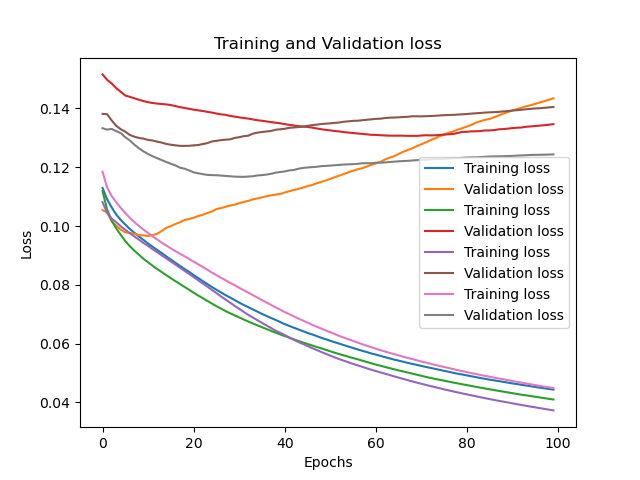 Training and Validation loss
Loss
0.14
0.12
0.10
0.08
0.06
0.04
Training loss
Validation loss
Training loss
Validation loss
Training loss
Validation loss
Training loss
Validation loss
0 20 40 60 80 100
Epochs